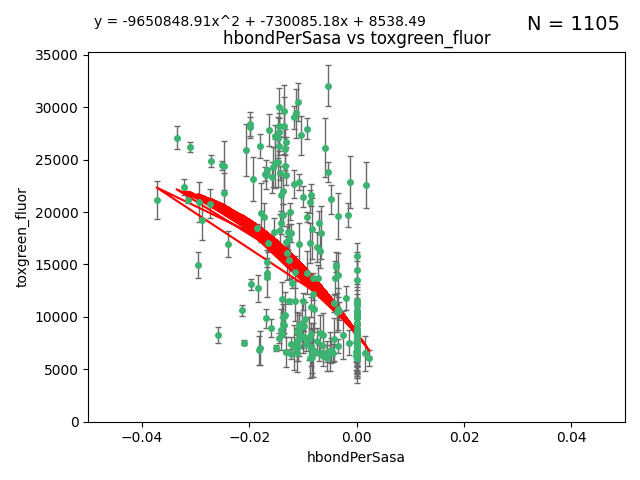 y = -9650848.91x^2 + -730085.18x + 8538.49
N = 1105
hbondPerSasa vs toxgreen_fluor
35000
30000
25000
20000
15000
10000
5000
0
toxgreen_fluor
−0.04
−0.02
0.00
0.02
0.04
hbondPerSasa